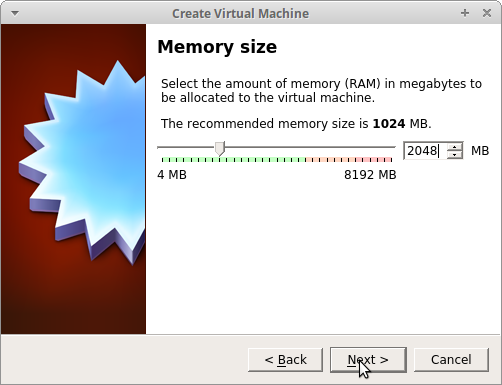 Create Virtual Machine
Memory size
Select the amount of memory (RAM) in megabytes to
be allocated to the virtual machine.
The recommended memory size is 1024 MB.
2048 MB
4 MB 8192 MB
< Back Next > Cancel